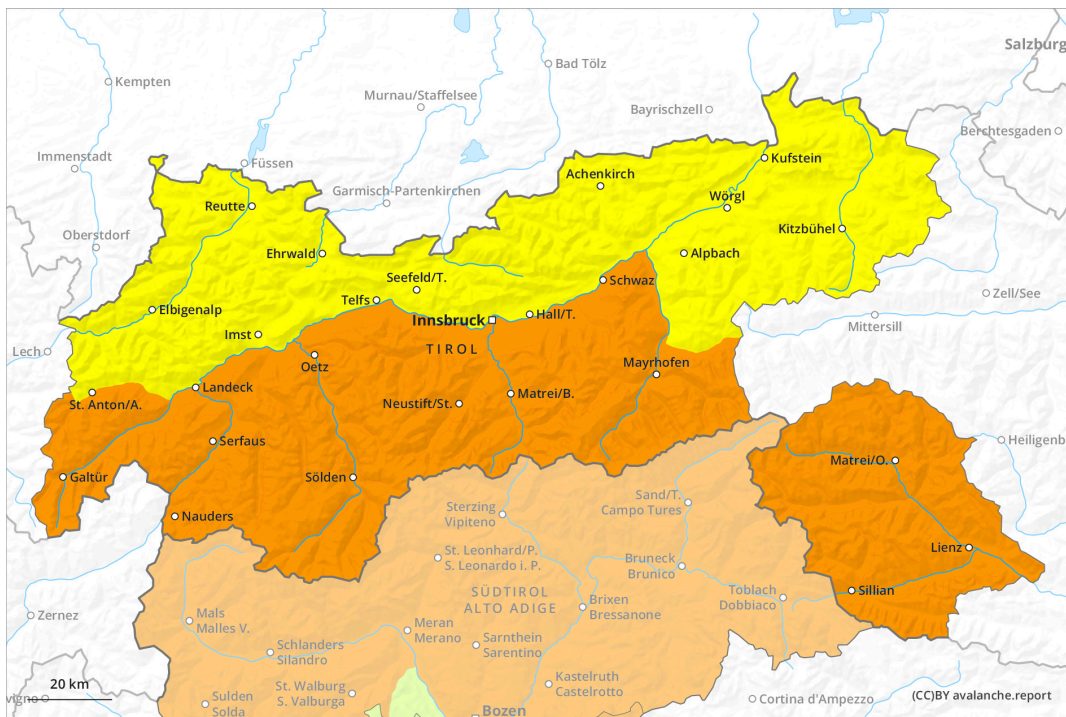 Salzburg
Kempten
Bad Tölz
Murnau/Staffelsee
Bayrischzell
Berchtesgaden
Immenstadt
Füssen
Kufstein
Achenkirch
Garmisch-Partenkirchen
Wörgl
Reutte
Oberstdorf
Kitzbühel
Ehrwald
Alpbach
Seefeld/T.
Schwaz
Telfs
Zell/See
Elbigenalp
Innsbruck
Hall/T.
Mittersill
Imst
Lech
TIROL
Oetz
Mayrhofen
Landeck
Matrei/B.
St. Anton/A.
Neustift/St.
Serfaus
Heiligenb
Matrei/O.
Galtür
Sölden
Sand/T.
Campo Tures
Sterzing
Vipiteno
Nauders
Lienz
St. Leonhard/P.
S. Leonardo i. P.
Bruneck
Brunico
SÜDTIROL
ALTO ADIGE
Toblach
Dobbiaco
Sillian
Brixen
Bressanone
Zernez
Mals
Malles V.
Meran
Merano
Sarnthein
Sarentino
Schlanders
Silandro
Kastelruth
Castelrotto
20 km
St. Walburg
S. Valburga
(CC)BY avalanche.report
vigno
Sulden
Solda
Cortina d'Ampezzo
Bozen